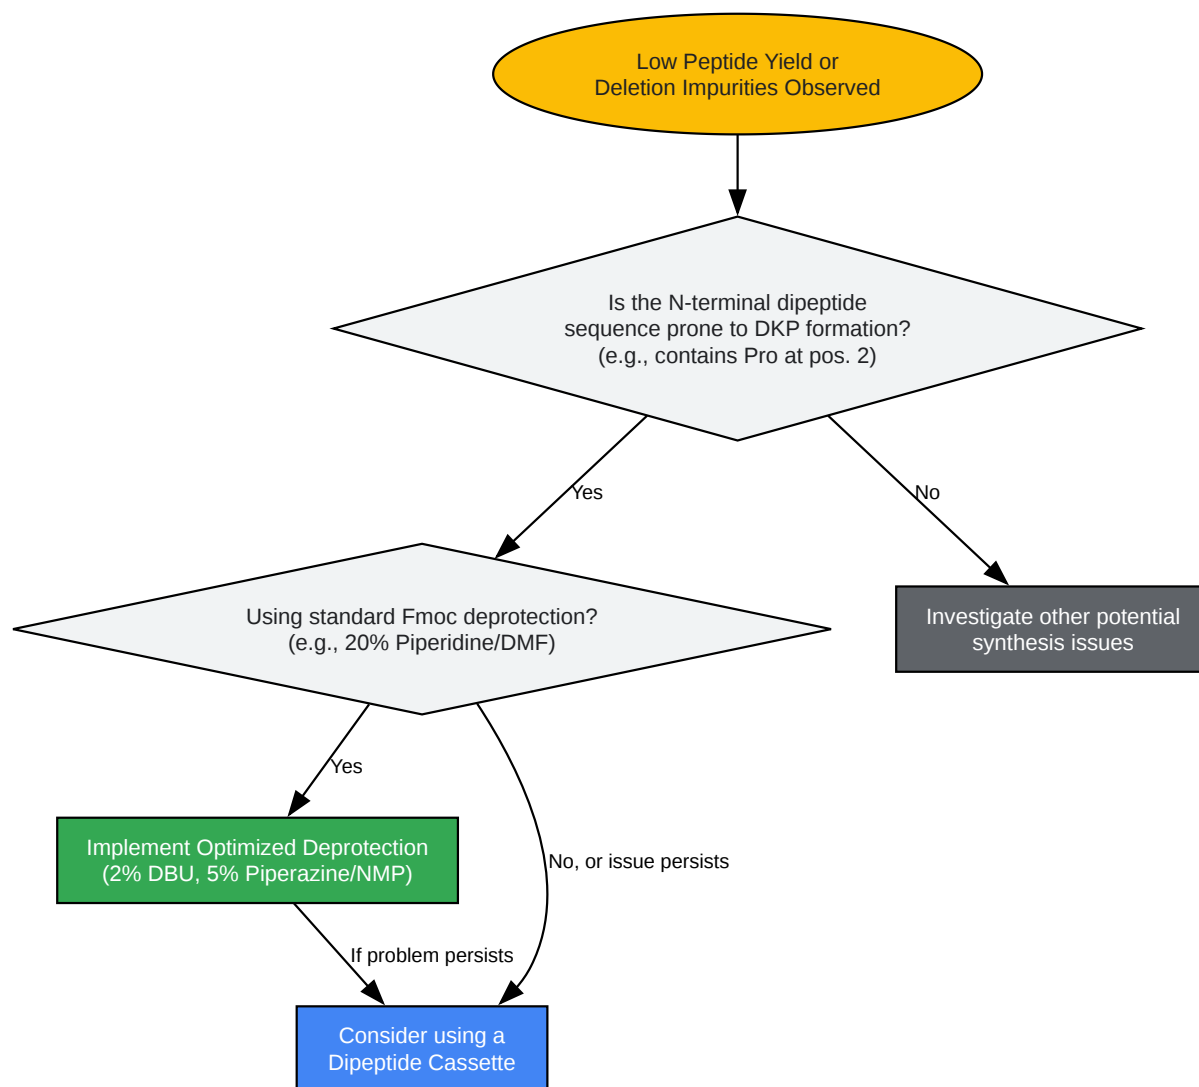 Low Peptide Yield or
Deletion Impurities Observed
Is the N-terminal dipeptide
sequence prone to DKP formation?
(e.g., contains Pro at pos. 2)
Yes
No
Using standard Fmoc deprotection?
(e.g., 20% Piperidine/DMF)
Investigate other potential
synthesis issues
Yes
Implement Optimized Deprotection
(2% DBU, 5% Piperazine/NMP)
No, or issue persists
If problem persists
Consider using a
Dipeptide Cassette